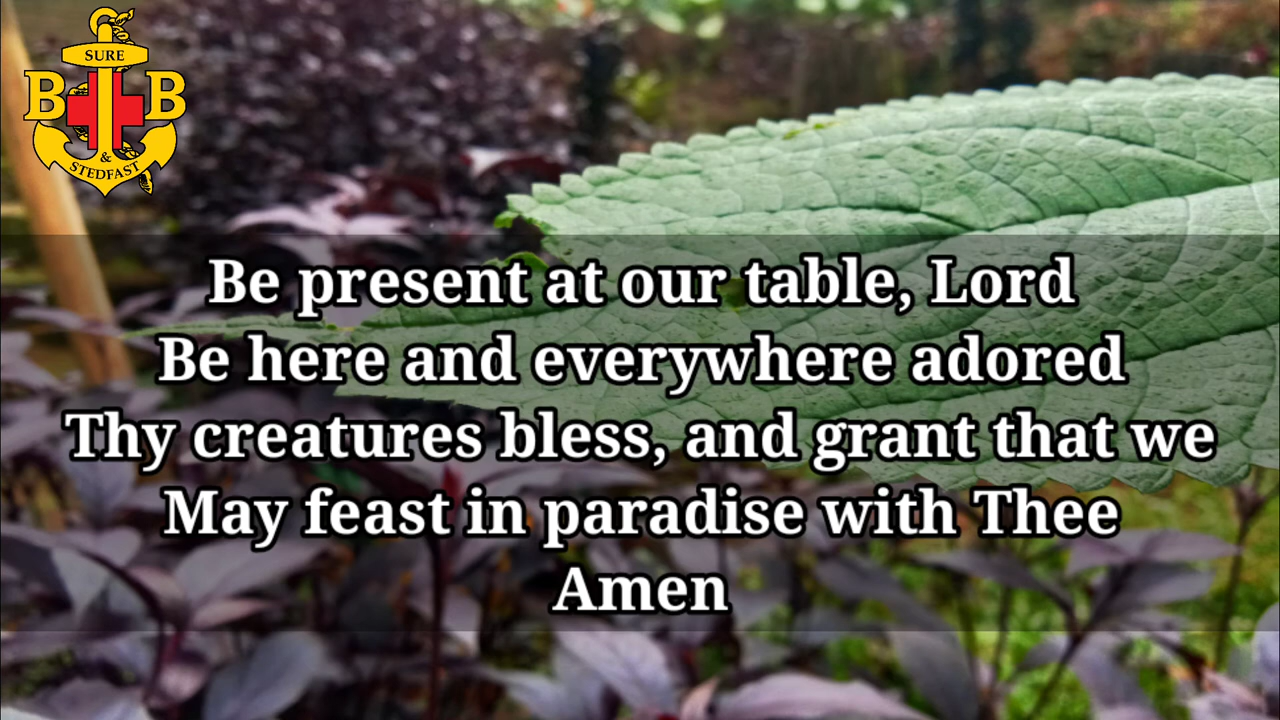 SURE
B B
&
STEDFAST
Be present at our table, Lord
Be here and everywhere adored
Thy creatures bless, and grant that we
May feast in paradise with Thee
Amen